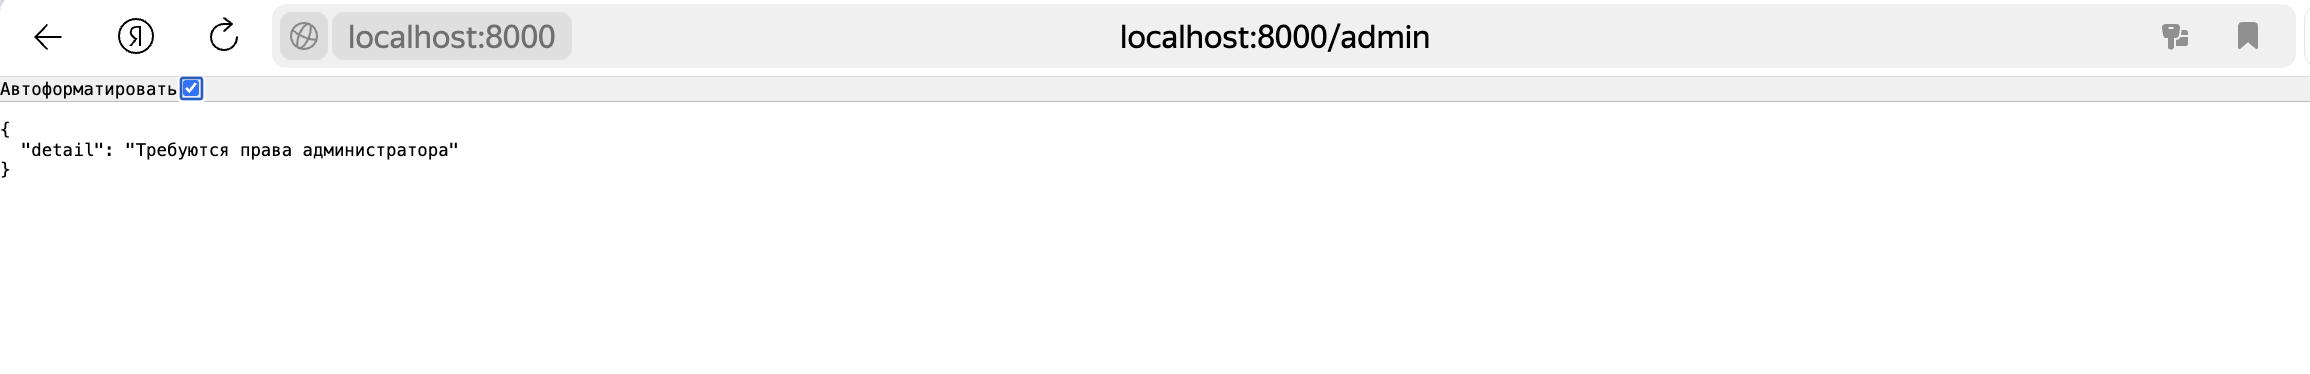 Я localhost:8000 localhost:8000/admin
Автоформатировать
{
"detail": "Требуются права администратора"
}